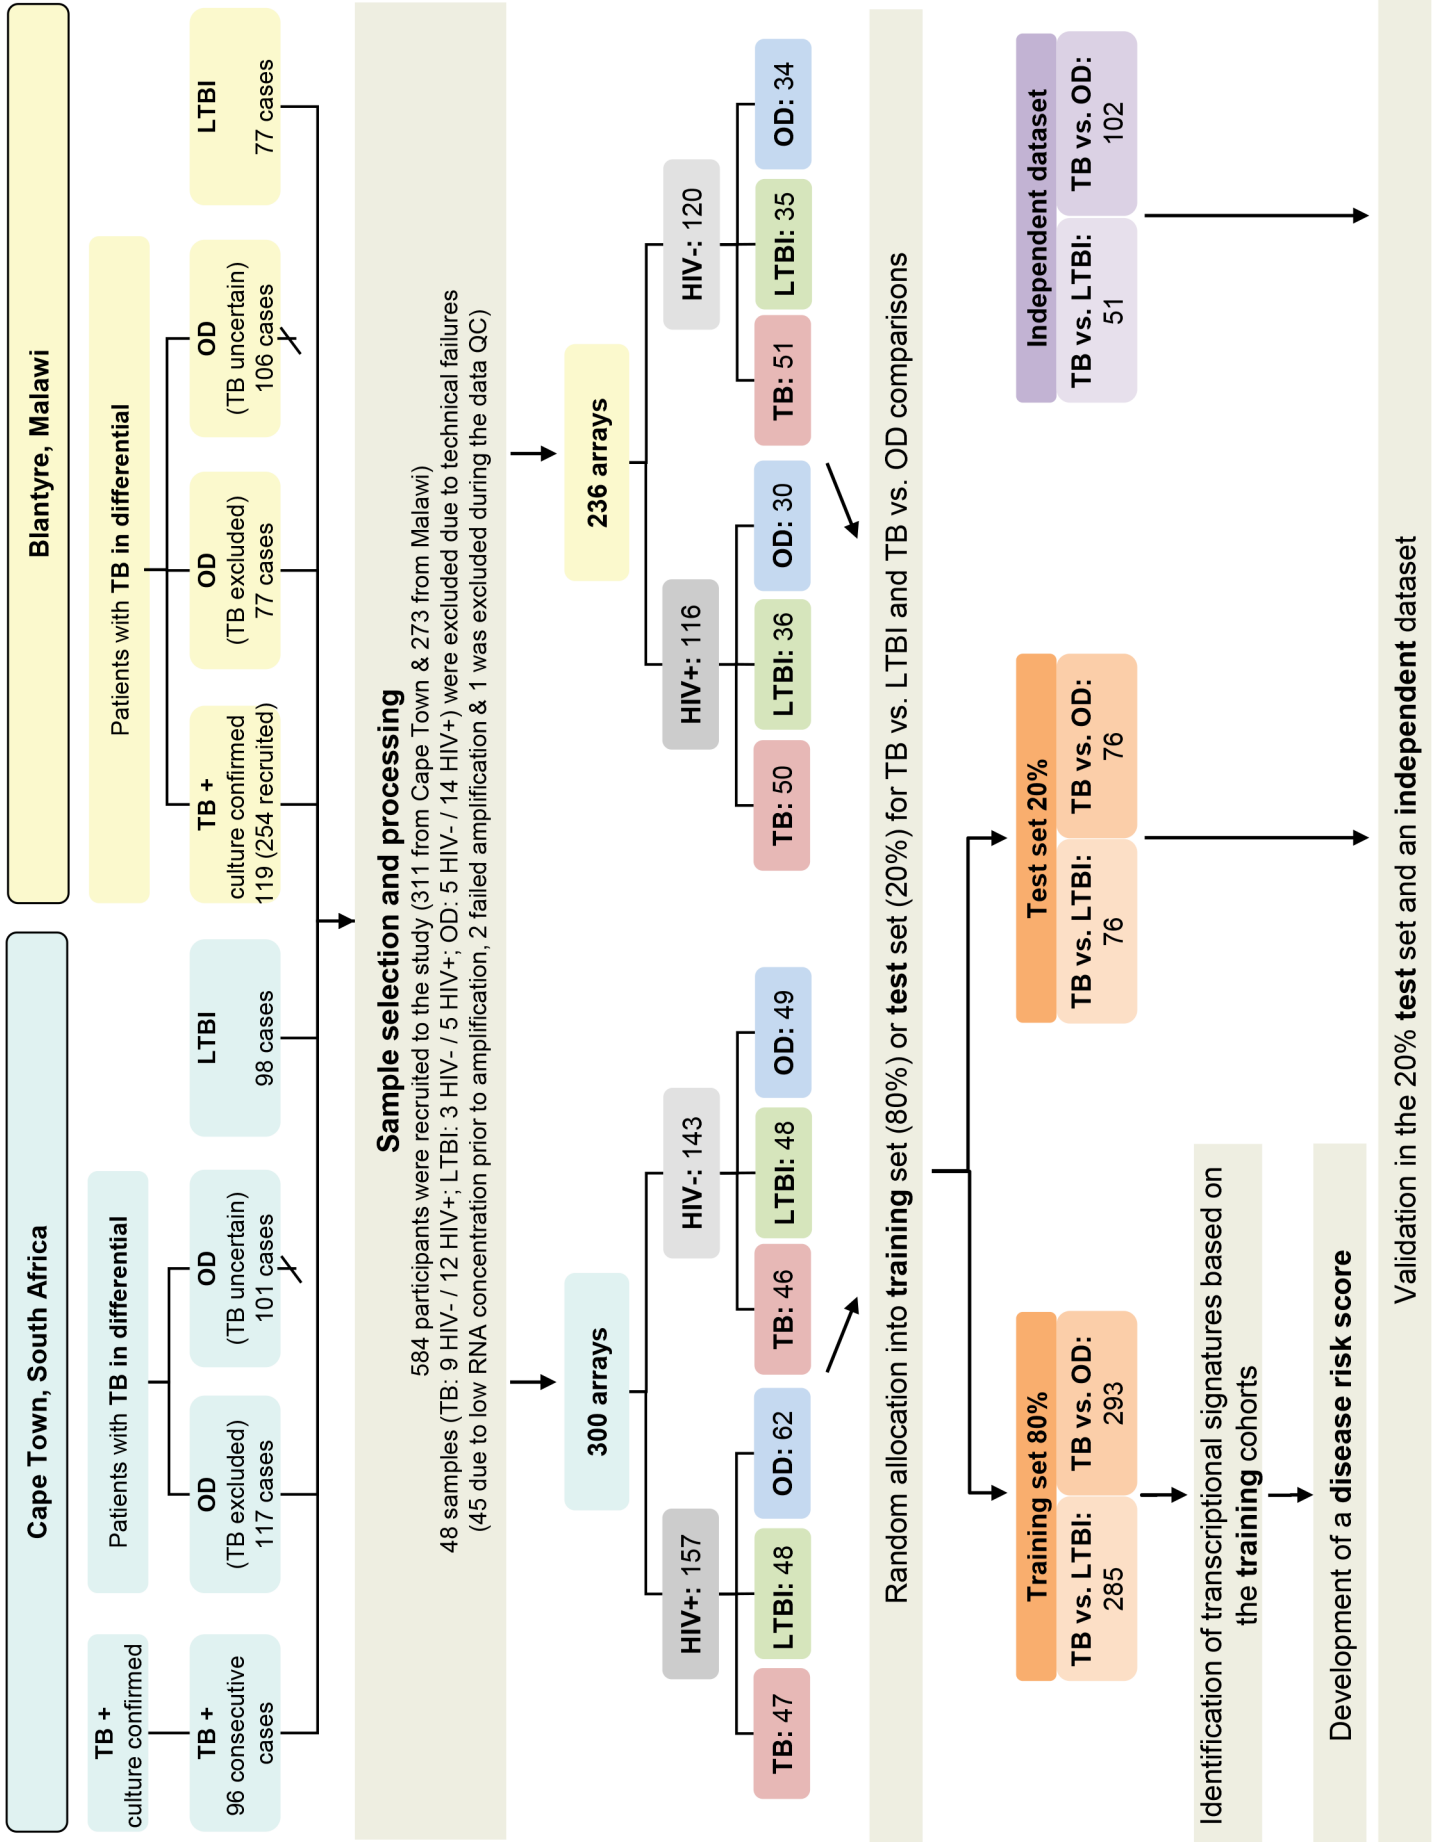 Cape Town, South Africa
Blantyre, Malawi
TB +
culture confirmed
Patients with TB in differential
Patients with TB in differential
TB +
96 consecutive
cases
OD
(TB excluded)
117 cases
OD
(TB uncertain)
101 cases
LTBI
98 cases
TB +
culture confirmed
119 (254 recruited)
OD
(TB excluded)
77 cases
OD
(TB uncertain)
106 cases
LTBI
77 cases
Sample selection and processing
584 participants were recruited to the study (311 from Cape Town & 273 from Malawi)
48 samples (TB: 9 HIV- / 12 HIV+; LTBI: 3 HIV- / 5 HIV+; OD: 5 HIV- / 14 HIV+) were excluded due to technical failures
(45 due to low RNA concentration prior to amplification, 2 failed amplification & 1 was excluded during the data QC)
300 arrays
236 arrays
HIV+: 157
HIV-: 143
HIV+: 116
HIV-: 120
TB: 47
LTBI: 48
OD: 62
TB: 46
LTBI: 48
OD: 49
TB: 50
LTBI: 36
OD: 30
TB: 51
LTBI: 35
OD: 34
Random allocation into training set (80%) or test set (20%) for TB vs. LTBI and TB vs. OD comparisons
Training set 80%
TB vs. LTBI:
285
TB vs. OD:
293
Test set 20%
TB vs. LTBI:
76
TB vs. OD:
76
Independent dataset
TB vs. LTBI:
51
TB vs. OD:
102
Identification of transcriptional signatures based on
the training cohorts
Development of a disease risk score
Validation in the 20% test set and an independent dataset